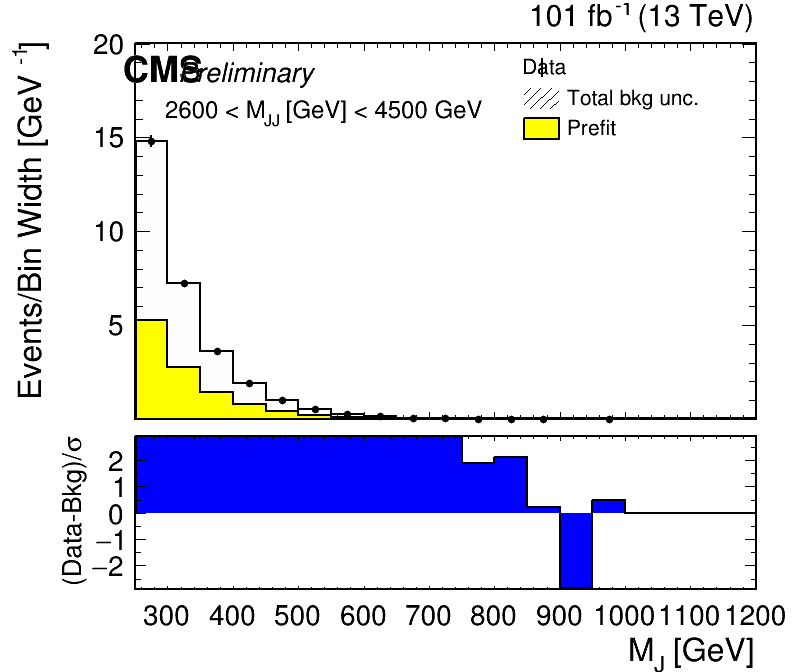 101 fb⁻¹ (13 TeV)
Events/Bin Width [GeV⁻¹]
20
15
10
5
CMS Preliminary
2600 < M_JJ [GeV] < 4500 GeV
Data
Total bkg unc.
Prefit
(Data-Bkg)/σ
2
1
0
−1
−2
300 400 500 600 700 800 900 1000 1100 1200
M_J [GeV]